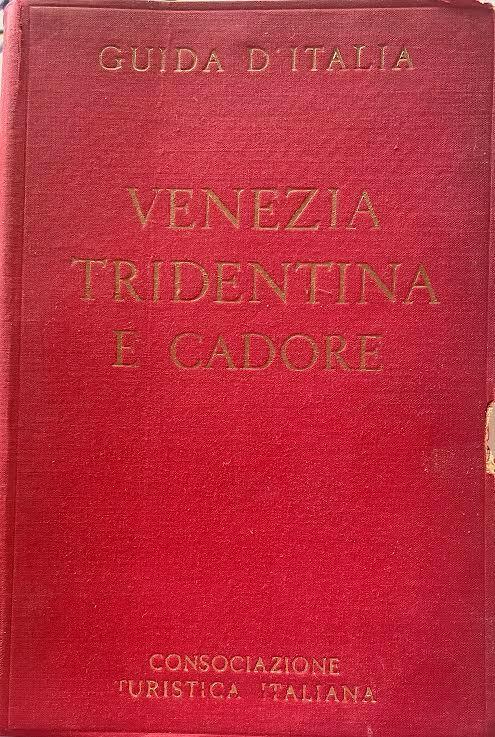 GUIDA D'ITALIA
VENEZIA
TRIDENTINA
E CADORE
CONSOCIAZIONE
TURISTICA ITALIANA